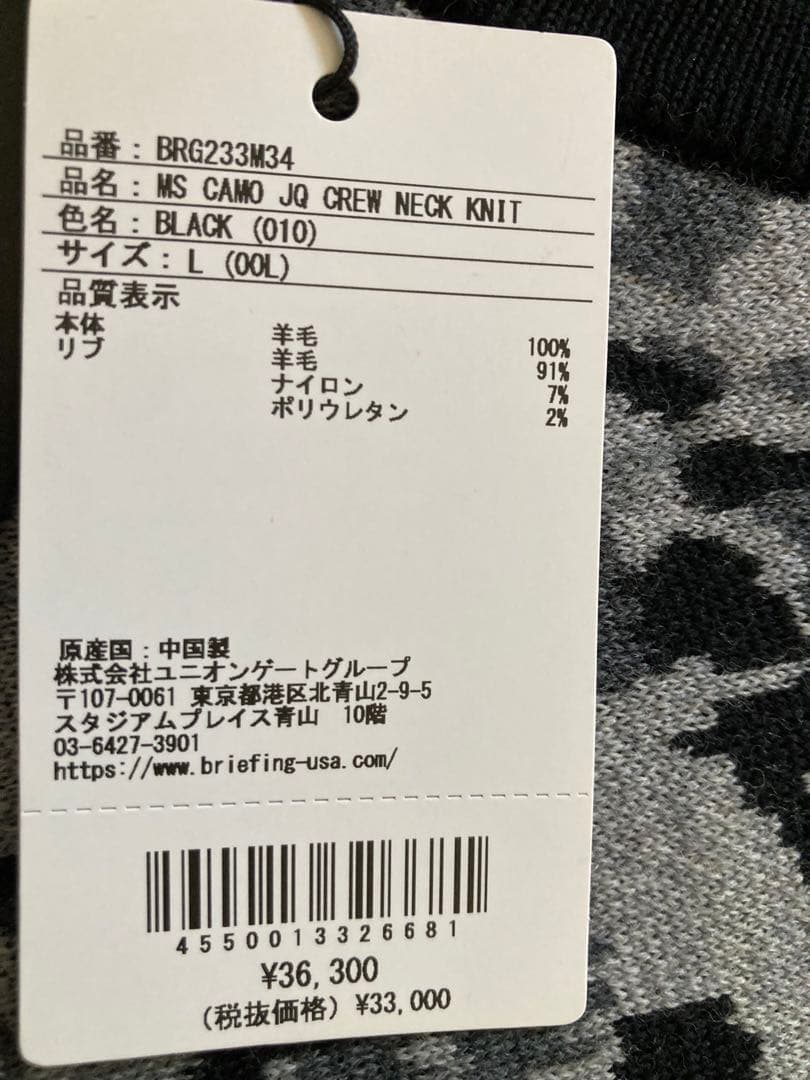 品番：BRG233M34
品名：MS CAMO JQ CREW NECK KNIT
色名：BLACK (010)
サイズ：L (00L)
品質表示
本体 羊毛 100%
リブ 羊毛 91%
ナイロン 7%
ポリウレタン 2%
原産国：中国製
株式会社ユニオンゲートグループ
〒107-0061 東京都港区北青山2-9-5
スタジアムプレイス青山 10階
03-6427-3901
https://www.briefing-usa.com/
4550013326681
¥36,300
(税抜価格) ¥33,000